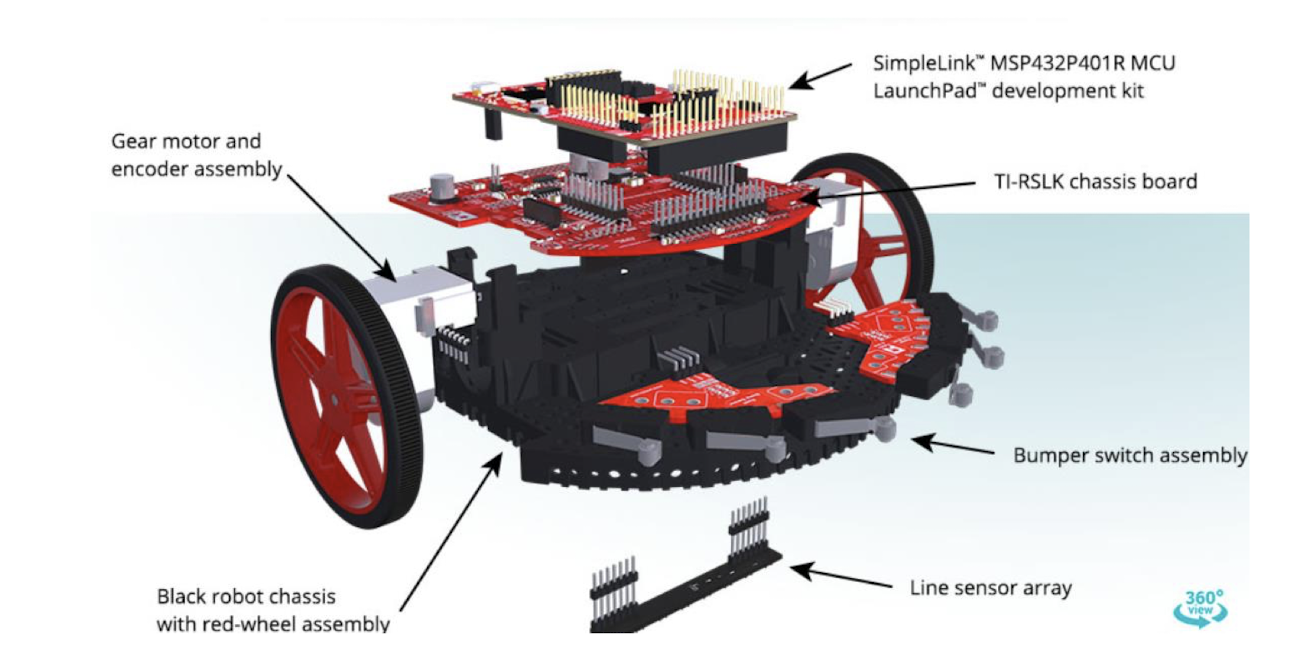 SimpleLink™ MSP432P401R MCU
LaunchPad™ development kit
Gear motor and
encoder assembly
TI-RSLK chassis board
Bumper switch assembly
Line sensor array
Black robot chassis
with red-wheel assembly
360°
view